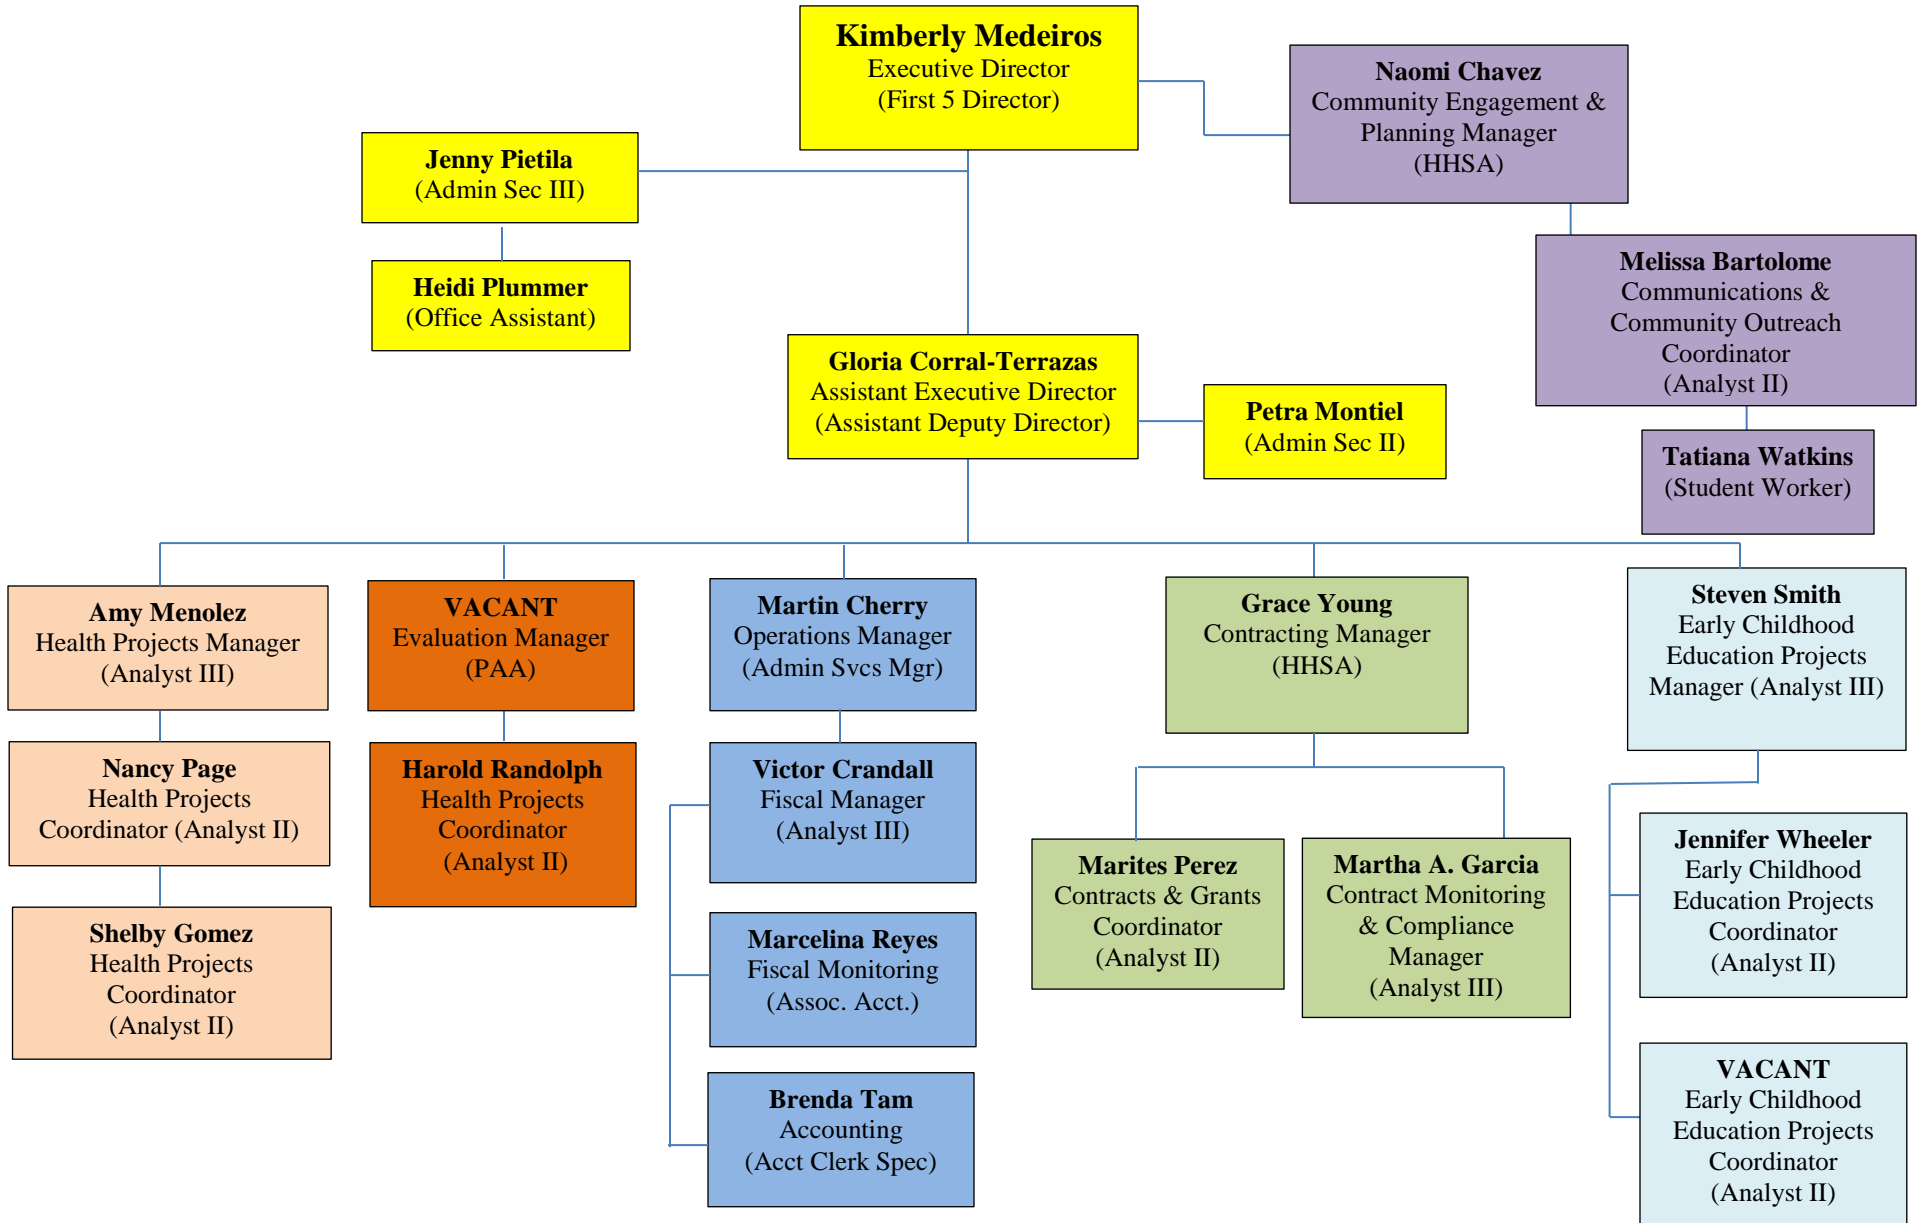 Kimberly Medeiros
Executive Director
(First 5 Director)
Naomi Chavez
Community Engagement &
Planning Manager
(HHSA)
Jenny Pietila
(Admin Sec III)
Heidi Plummer
(Office Assistant)
Melissa Bartolome
Communications &
Community Outreach
Coordinator
(Analyst II)
Gloria Corral-Terrazas
Assistant Executive Director
(Assistant Deputy Director)
Petra Montiel
(Admin Sec II)
Tatiana Watkins
(Student Worker)
Amy Menolez
Health Projects Manager
(Analyst III)
VACANT
Evaluation Manager
(PAA)
Martin Cherry
Operations Manager
(Admin Svcs Mgr)
Grace Young
Contracting Manager
(HHSA)
Steven Smith
Early Childhood
Education Projects
Manager (Analyst III)
Nancy Page
Health Projects
Coordinator (Analyst II)
Harold Randolph
Health Projects
Coordinator
(Analyst II)
Victor Crandall
Fiscal Manager
(Analyst III)
Marites Perez
Contracts & Grants
Coordinator
(Analyst II)
Martha A. Garcia
Contract Monitoring
& Compliance
Manager
(Analyst III)
Jennifer Wheeler
Early Childhood
Education Projects
Coordinator
(Analyst II)
Shelby Gomez
Health Projects
Coordinator
(Analyst II)
Marcelina Reyes
Fiscal Monitoring
(Assoc. Acct.)
Brenda Tam
Accounting
(Acct Clerk Spec)
VACANT
Early Childhood
Education Projects
Coordinator
(Analyst II)